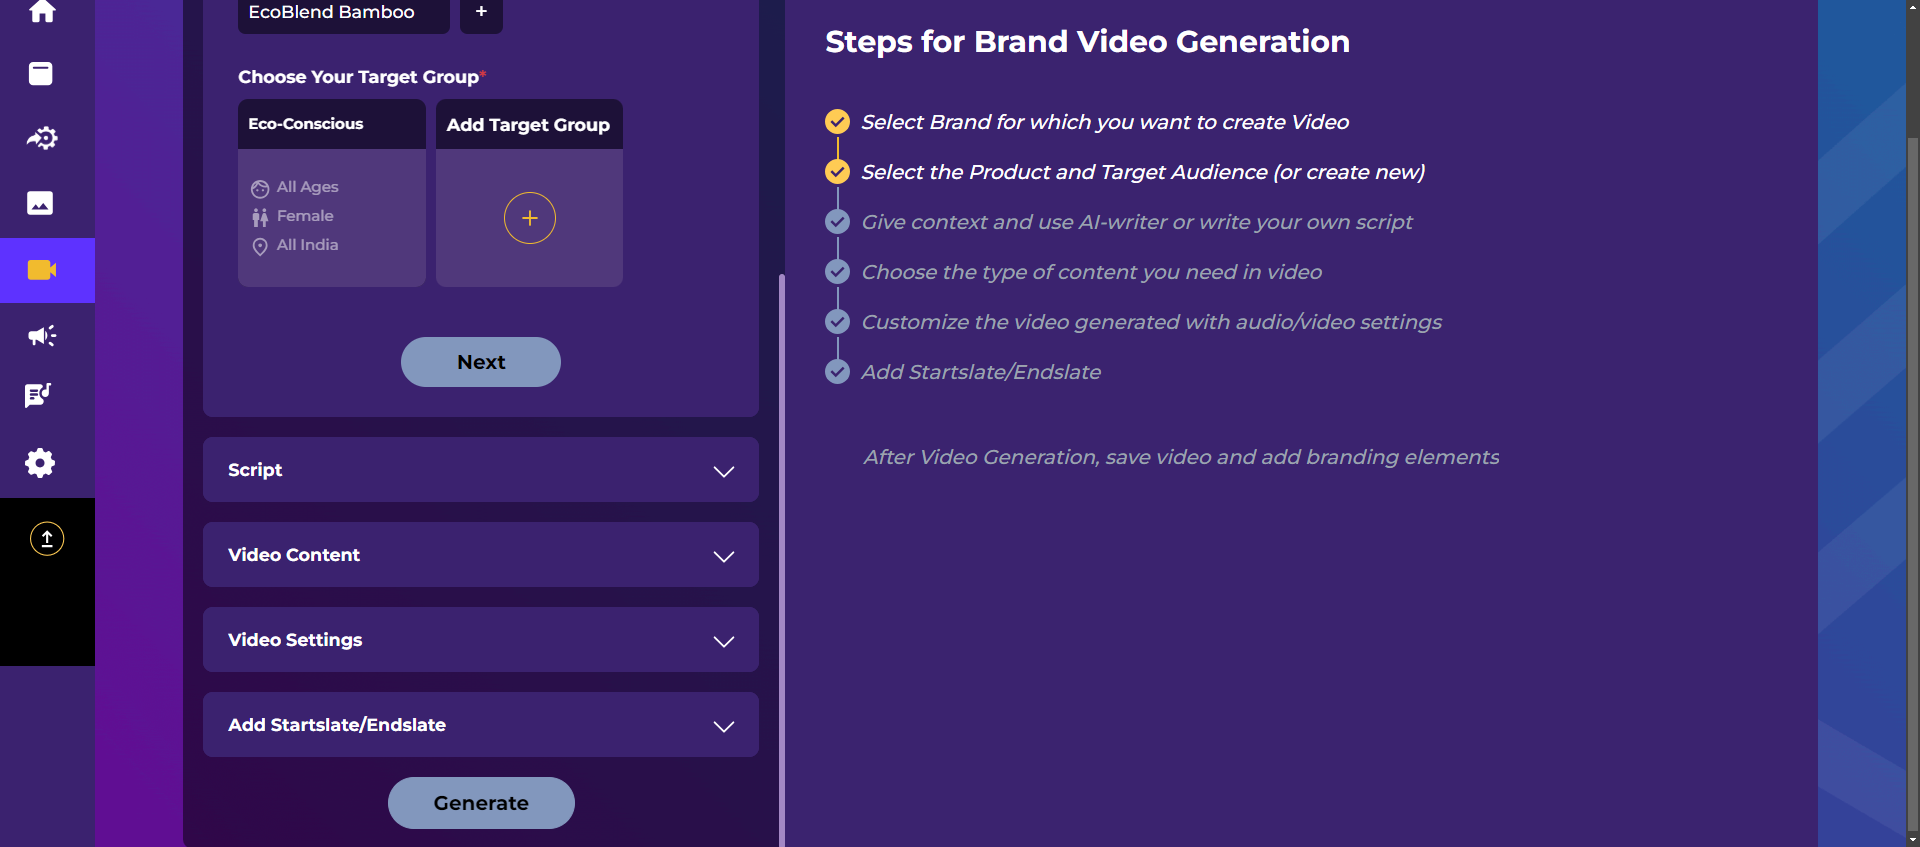 EcoBlend Bamboo
+
Choose Your Target Group*
Eco-Conscious
All Ages
Female
All India
Add Target Group
Next
Script
Video Content
Video Settings
Add Startslate/Endslate
Generate
Steps for Brand Video Generation
Select Brand for which you want to create Video
Select the Product and Target Audience (or create new)
Give context and use AI-writer or write your own script
Choose the type of content you need in video
Customize the video generated with audio/video settings
Add Startslate/Endslate
After Video Generation, save video and add branding elements